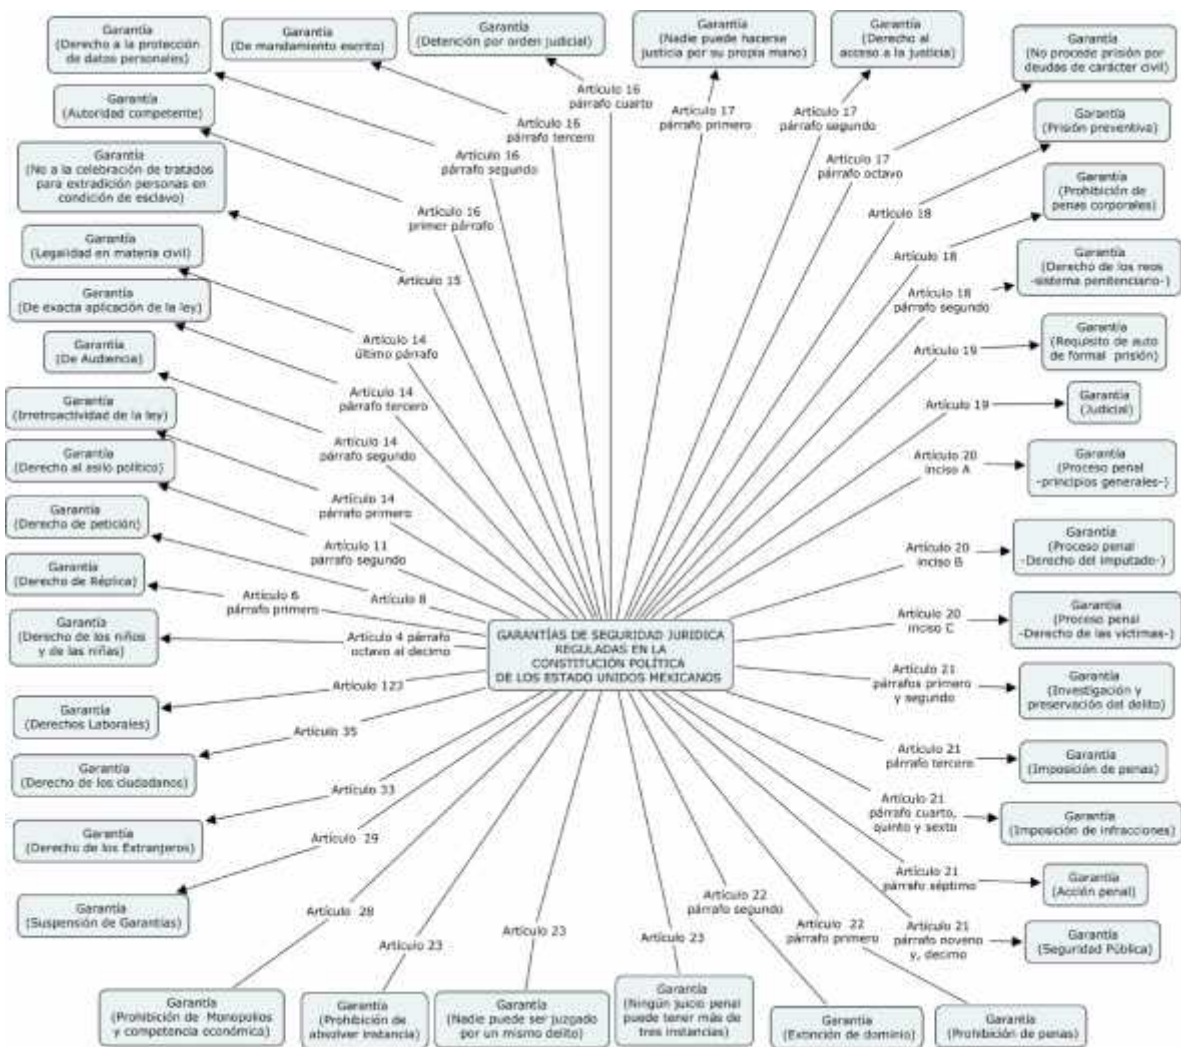 Garantía
(Derecho a la protección
de datos personales)
Garantía
(De mandamiento escrito)
Garantía
(Detención por orden judicial)
Garantía
(Nadie puede hacerse
justicia por su propia mano)
Garantía
(Derecho al
acceso a la justicia)
Garantía
(No procede prisión por
deudas de carácter civil)
Garantía
(Autoridad competente)
Garantía
(Prisión preventiva)
Garantía
(No a la celebración de tratados
para extradición personas en
condición de esclavo)
Garantía
(Prohibición de
penas corporales)
Garantía
(Legalidad en materia civil)
Garantía
(Derecho de los reos
-sistema penitenciario-)
Garantía
(De exacta aplicación de la ley)
Garantía
(Requisito de auto
de formal prisión)
Garantía
(De Audiencia)
Garantía
(Judicial)
Garantía
(Irretroactividad de la ley)
Garantía
(Proceso penal
-principios generales-)
Garantía
(Derecho al asilo político)
Garantía
(Derecho de petición)
Garantía
(Proceso penal
-Derecho del imputado-)
Garantía
(Derecho de Réplica)
Garantía
(Proceso penal
-Derecho de las víctimas-)
Garantía
(Derecho de los niños
y de las niñas)
Garantía
(Investigación y
preservación del delito)
Garantía
(Derechos Laborales)
Garantía
(Imposición de penas)
Garantía
(Derecho de los ciudadanos)
Garantía
(Imposición de infracciones)
Garantía
(Derecho de los Extranjeros)
Garantía
(Acción penal)
Garantía
(Suspensión de Garantías)
Garantía
(Seguridad Pública)
Garantía
(Prohibición de Monopolios
y competencia económica)
Garantía
(Prohibición de
absolver instancia)
Garantía
(Nadie puede ser juzgado
por un mismo delito)
Garantía
(Ningún juicio penal
puede tener más de
tres instancias)
Garantía
(Extinción de dominio)
Garantía
(Prohibición de penas)
Artículo 16
párrafo cuarto
Artículo 17
párrafo primero
Artículo 17
párrafo segundo
Artículo 16
párrafo tercero
Artículo 16
párrafo segundo
Artículo 17
párrafo octavo
Artículo 16
primer párrafo
Artículo 18
Artículo 18
Artículo 15
Artículo 18
párrafo segundo
Artículo 14
último párrafo
Artículo 19
Artículo 14
párrafo tercero
Artículo 19
Artículo 14
párrafo segundo
Artículo 20
inciso A
Artículo 14
párrafo primero
Artículo 11
párrafo segundo
Artículo 20
inciso B
Artículo 8
Artículo 6
párrafo primero
Artículo 20
inciso C
Artículo 4 párrafo
octavo al decimo
GARANTÍAS DE SEGURIDAD JURIDICA
REGULADAS EN LA
CONSTITUCIÓN POLÍTICA
DE LOS ESTADO UNIDOS MEXICANOS
Artículo 21
párrafos primero
y segundo
Artículo 123
Artículo 35
Artículo 21
párrafo tercero
Artículo 33
Artículo 21
párrafo cuarto,
quinto y sexto
Artículo 29
Artículo 21
párrafo séptimo
Artículo 28
Artículo 22
párrafo segundo
Artículo 22
párrafo primero
Artículo 21
párrafo noveno
y, decimo
Artículo 23
Artículo 23
Artículo 23